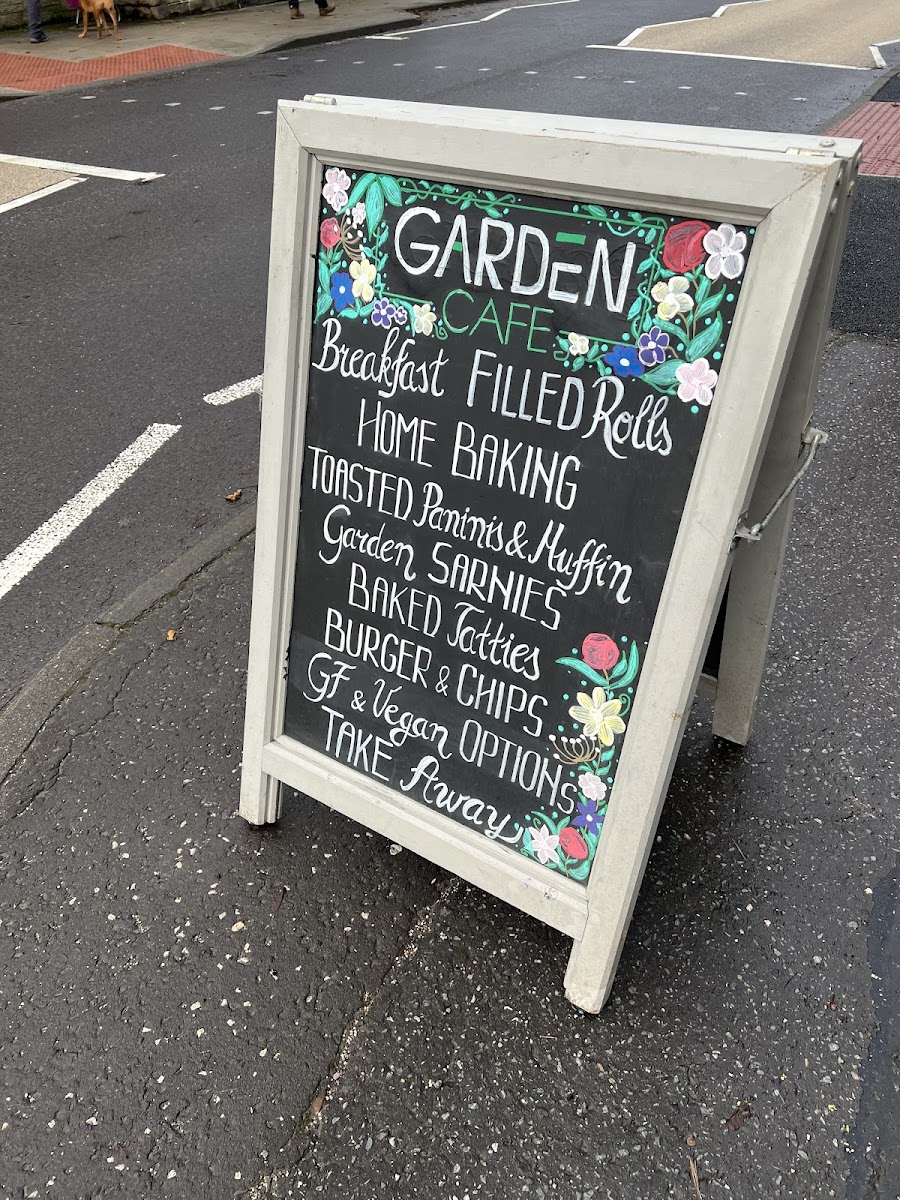 GARDEN
CAFE
Breakfast FILLED Rolls
HOME BAKING
TOASTED Paninis & Muffin
Garden SARNIES
BAKED Tatties
BURGER & CHIPS
GF & Vegan OPTIONS
TAKE Away